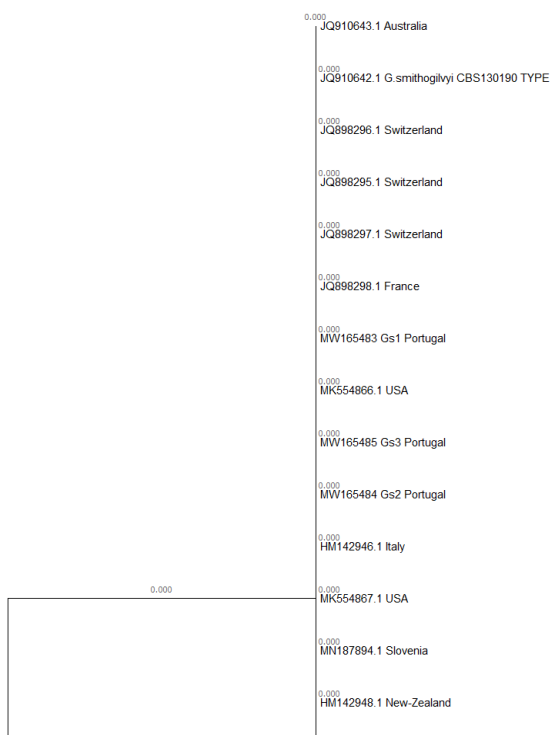 0.000
JQ910643.1 Australia
0.000
JQ910642.1 G.smithogilvyi CBS130190 TYPE
0.000
JQ898296.1 Switzerland
0.000
JQ898295.1 Switzerland
0.000
JQ898297.1 Switzerland
0.000
JQ898298.1 France
0.000
MW165483 Gs1 Portugal
0.000
MK554866.1 USA
0.000
MW165485 Gs3 Portugal
0.000
MW165484 Gs2 Portugal
0.000
HM142946.1 Italy
0.000
0.000
MK554867.1 USA
0.000
MN187894.1 Slovenia
0.000
HM142948.1 New-Zealand